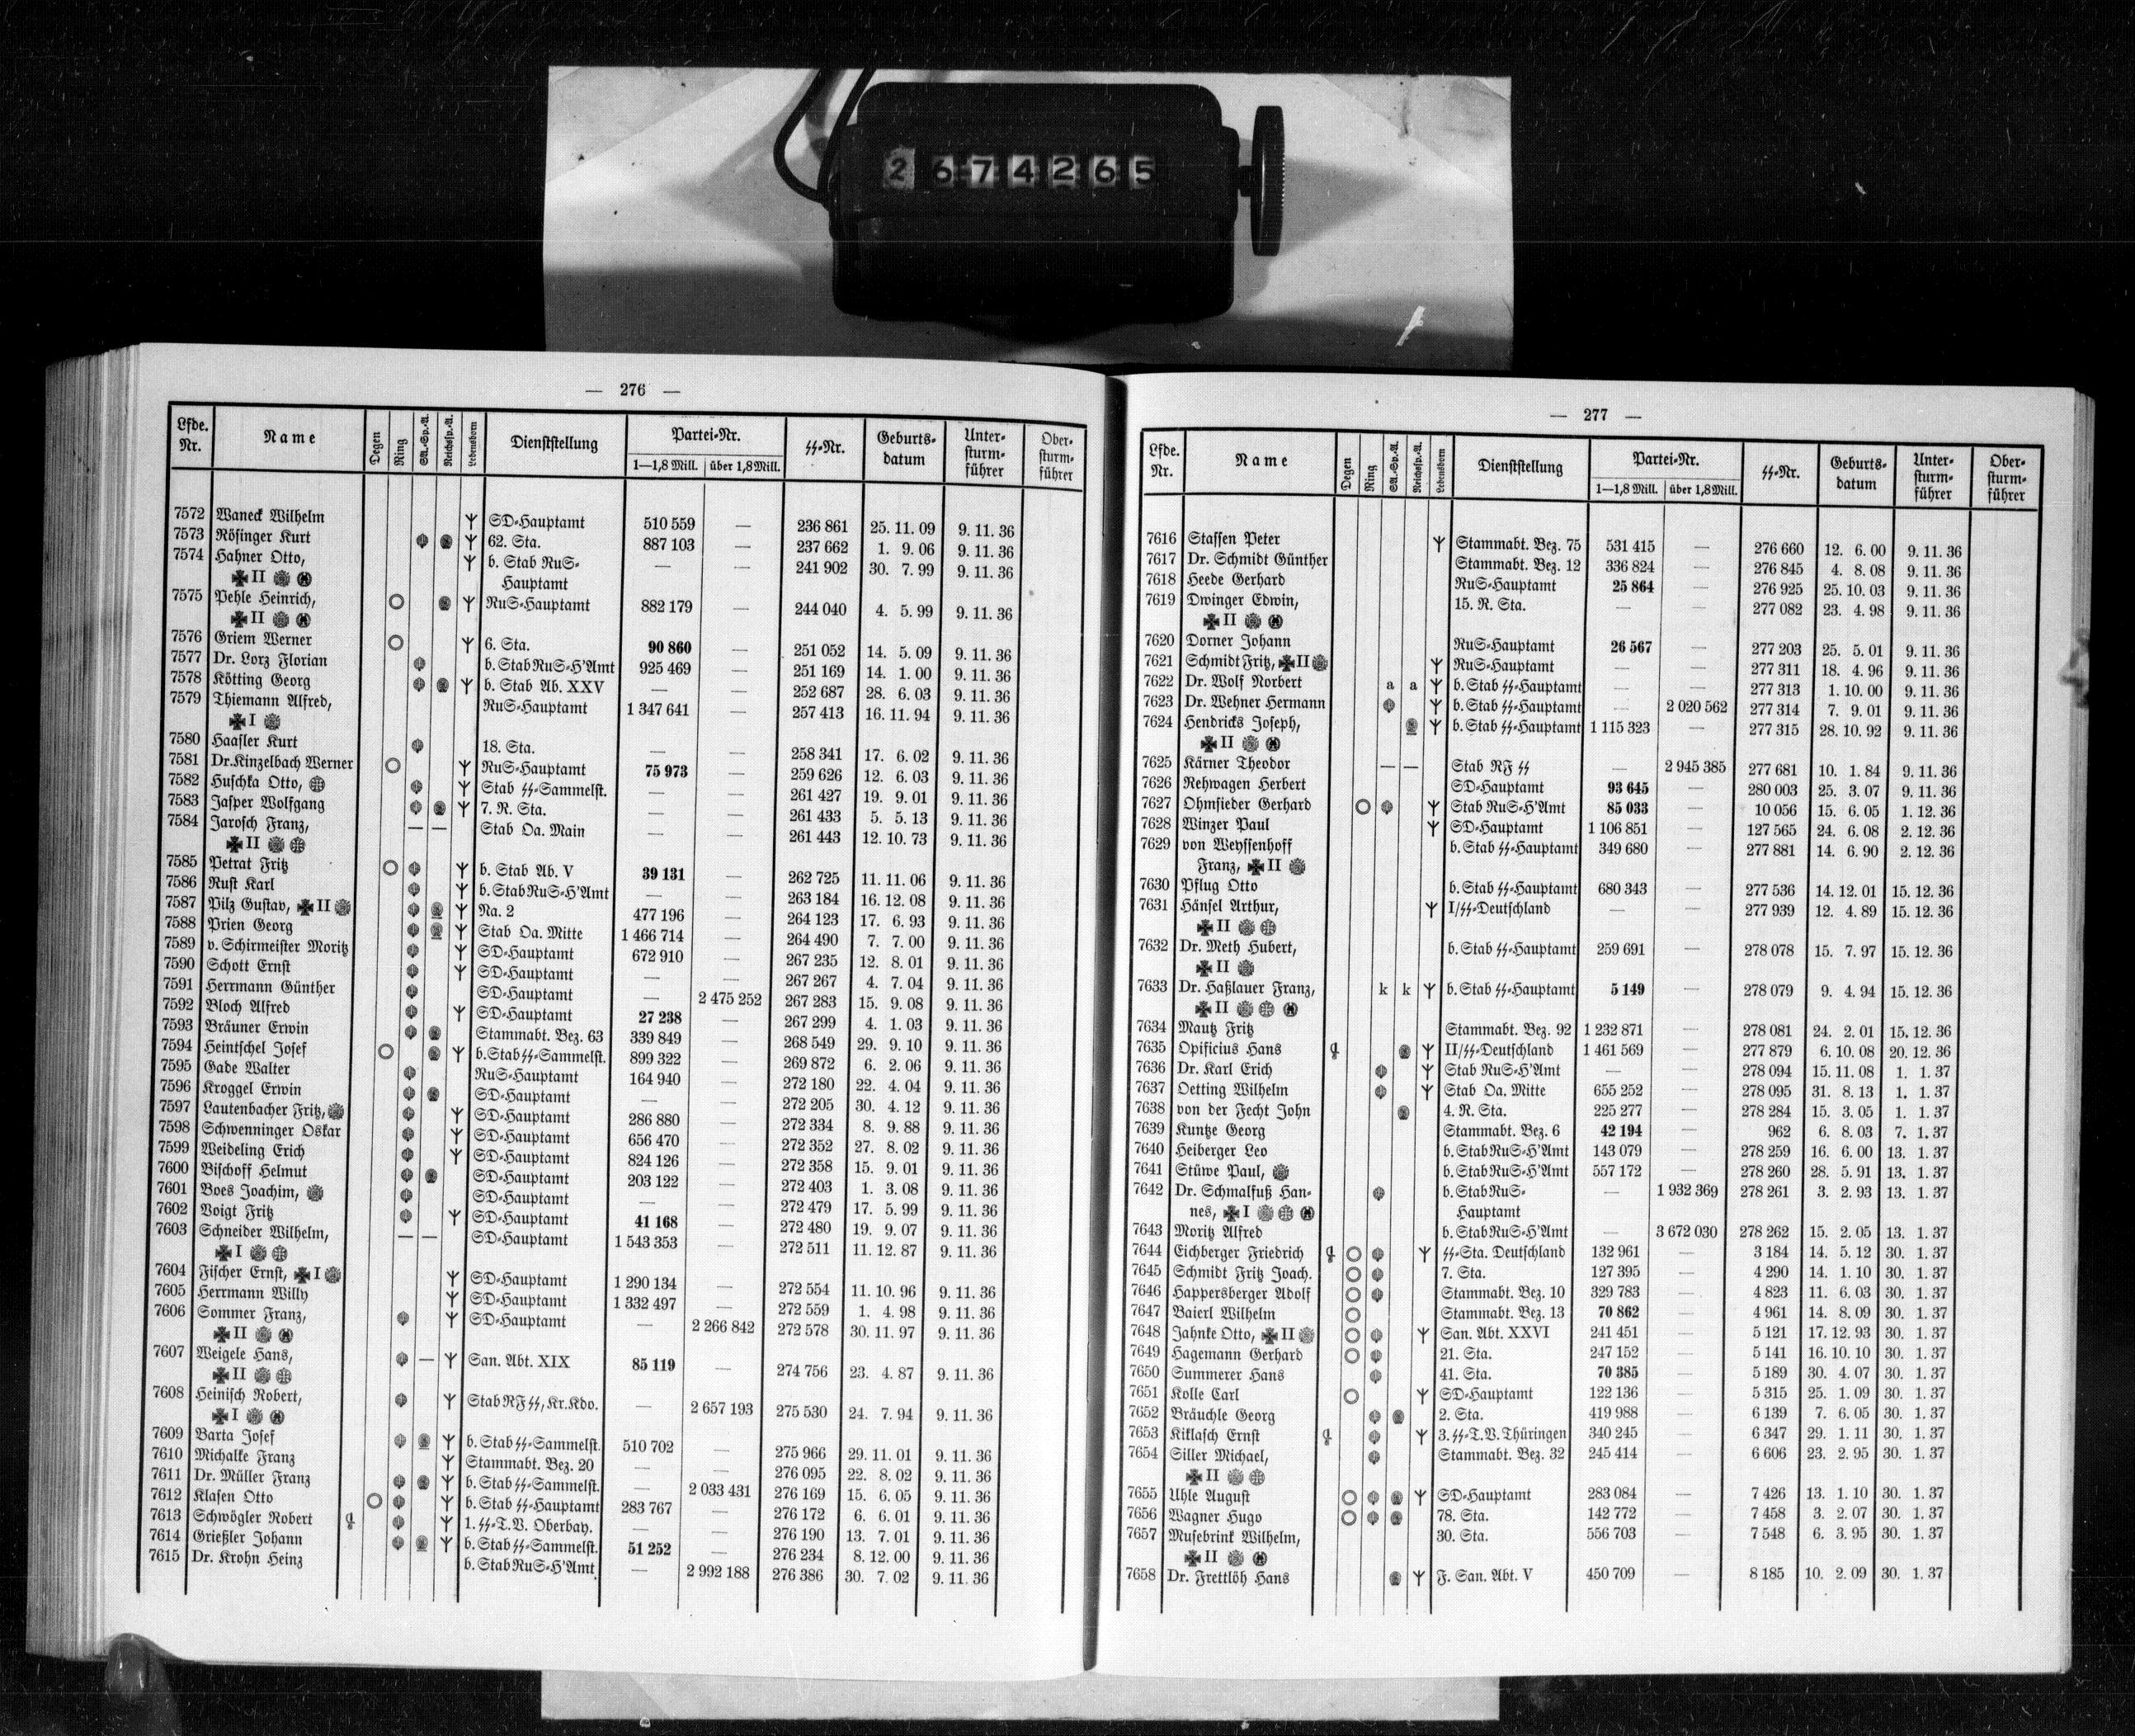 2 6 7 4 2 6 5
— 276 —
Lfde. Nr. Name Degen Ring SA.-Sp.-A. Reichssp.-A. Lebensborn Dienststellung Partei-Nr. 1—1,8 Mill. über 1,8 Mill. ᛋᛋ-Nr. Geburts-datum Unter-sturm-führer Ober-sturm-führer
7572 Waneck Wilhelm SD-Hauptamt 510 559 — 236 861 25. 11. 09 9. 11. 36
7573 Rösinger Kurt 62. Sta. 887 103 — 237 662 1. 9. 06 9. 11. 36
7574 Hahner Otto, b. Stab RuS- — — 241 902 30. 7. 99 9. 11. 36
II Hauptamt
7575 Pehle Heinrich, RuS-Hauptamt 882 179 — 244 040 4. 5. 99 9. 11. 36
II
7576 Griem Werner 6. Sta. 90 860 — 251 052 14. 5. 09 9. 11. 36
7577 Dr. Lorz Florian b. Stab RuS-H'Amt 925 469 — 251 169 14. 1. 00 9. 11. 36
7578 Kötting Georg b. Stab Ab. XXV — — 252 687 28. 6. 03 9. 11. 36
7579 Thiemann Alfred, RuS-Hauptamt 1 347 641 — 257 413 16. 11. 94 9. 11. 36
I
7580 Haasler Kurt 18. Sta. — — 258 341 17. 6. 02 9. 11. 36
7581 Dr. Kinzelbach Werner RuS-Hauptamt 75 973 — 259 626 12. 6. 03 9. 11. 36
7582 Huschka Otto, Stab ᛋᛋ-Sammelst. — — 261 427 19. 9. 01 9. 11. 36
7583 Jasper Wolfgang 7. R. Sta. — — 261 433 5. 5. 13 9. 11. 36
7584 Jarosch Franz, — — Stab Oa. Main — — 261 443 12. 10. 73 9. 11. 36
II
7585 Petrat Fritz b. Stab Ab. V 39 131 — 262 725 11. 11. 06 9. 11. 36
7586 Rust Karl b. Stab RuS-H'Amt — — 263 184 16. 12. 08 9. 11. 36
7587 Pilz Gustav, II Na. 2 477 196 — 264 123 17. 6. 93 9. 11. 36
7588 Prien Georg Stab Oa. Mitte 1 466 714 — 264 490 7. 7. 00 9. 11. 36
7589 v. Schirmeister Moritz SD-Hauptamt 672 910 — 267 235 12. 8. 01 9. 11. 36
7590 Schott Ernst SD-Hauptamt — — 267 267 4. 7. 04 9. 11. 36
7591 Herrmann Günther SD-Hauptamt — 2 475 252 267 283 15. 9. 08 9. 11. 36
7592 Bloch Alfred SD-Hauptamt 27 238 — 267 299 4. 1. 03 9. 11. 36
7593 Bräuner Erwin Stammabt. Bez. 63 339 849 — 268 549 29. 9. 10 9. 11. 36
7594 Heintschel Josef b. Stab ᛋᛋ-Sammelst. 899 322 — 269 872 6. 2. 06 9. 11. 36
7595 Gade Walter RuS-Hauptamt 164 940 — 272 180 22. 4. 04 9. 11. 36
7596 Kroggel Erwin SD-Hauptamt — — 272 205 30. 4. 12 9. 11. 36
7597 Lautenbacher Fritz, SD-Hauptamt 286 880 — 272 334 8. 9. 88 9. 11. 36
7598 Schwenninger Oskar SD-Hauptamt 656 470 — 272 352 27. 8. 02 9. 11. 36
7599 Weideling Erich SD-Hauptamt 824 126 — 272 358 15. 9. 01 9. 11. 36
7600 Bischoff Helmut SD-Hauptamt 203 122 — 272 403 1. 3. 08 9. 11. 36
7601 Boes Joachim, SD-Hauptamt — — 272 479 17. 5. 99 9. 11. 36
7602 Voigt Fritz SD-Hauptamt 41 168 — 272 480 19. 9. 07 9. 11. 36
7603 Schneider Wilhelm, — — SD-Hauptamt 1 543 353 — 272 511 11. 12. 87 9. 11. 36
I
7604 Fischer Ernst, I SD-Hauptamt 1 290 134 — 272 554 11. 10. 96 9. 11. 36
7605 Herrmann Willy SD-Hauptamt 1 332 497 — 272 559 1. 4. 98 9. 11. 36
7606 Sommer Franz, SD-Hauptamt — 2 266 842 272 578 30. 11. 97 9. 11. 36
II
7607 Weigele Hans, — San. Abt. XIX 85 119 — 274 756 23. 4. 87 9. 11. 36
II
7608 Heinisch Robert, Stab RFᛋᛋ, Kr. Kdo. — 2 657 193 275 530 24. 7. 94 9. 11. 36
I
7609 Barta Josef b. Stab ᛋᛋ-Sammelst. 510 702 — 275 966 29. 11. 01 9. 11. 36
7610 Michalke Franz Stammabt. Bez. 20 — — 276 095 22. 8. 02 9. 11. 36
7611 Dr. Müller Franz b. Stab ᛋᛋ-Sammelst. — 2 033 431 276 169 15. 6. 05 9. 11. 36
7612 Klasen Otto b. Stab ᛋᛋ-Hauptamt 283 767 — 276 172 6. 6. 01 9. 11. 36
7613 Schwögler Robert 1. ᛋᛋ-T. V. Oberbay. — — 276 190 13. 7. 01 9. 11. 36
7614 Grießler Johann b. Stab ᛋᛋ-Sammelst. 51 252 — 276 234 8. 12. 00 9. 11. 36
7615 Dr. Krohn Heinz b. Stab RuS-H'Amt — 2 992 188 276 386 30. 7. 02 9. 11. 36
— 277 —
Lfde. Nr. Name Degen Ring SA.-Sp.-A. Reichssp.-A. Lebensborn Dienststellung Partei-Nr. 1—1,8 Mill. über 1,8 Mill. ᛋᛋ-Nr. Geburts-datum Unter-sturm-führer Ober-sturm-führer
7616 Stassen Peter Stammabt. Bez. 75 531 415 — 276 660 12. 6. 00 9. 11. 36
7617 Dr. Schmidt Günther Stammabt. Bez. 12 336 824 — 276 845 4. 8. 08 9. 11. 36
7618 Heede Gerhard RuS-Hauptamt 25 864 — 276 925 25. 10. 03 9. 11. 36
7619 Dwinger Edwin, 15. R. Sta. — — 277 082 23. 4. 98 9. 11. 36
II
7620 Dorner Johann RuS-Hauptamt 26 567 — 277 203 25. 5. 01 9. 11. 36
7621 Schmidt Fritz, II RuS-Hauptamt — — 277 311 18. 4. 96 9. 11. 36
7622 Dr. Wolf Norbert a a b. Stab ᛋᛋ-Hauptamt — — 277 313 1. 10. 00 9. 11. 36
7623 Dr. Wehner Hermann b. Stab ᛋᛋ-Hauptamt — 2 020 562 277 314 7. 9. 01 9. 11. 36
7624 Hendricks Joseph, b. Stab ᛋᛋ-Hauptamt 1 115 323 — 277 315 28. 10. 92 9. 11. 36
II
7625 Kärner Theodor — — Stab RFᛋᛋ — 2 945 385 277 681 10. 1. 84 9. 11. 36
7626 Rehwagen Herbert SD-Hauptamt 93 645 — 280 003 25. 3. 07 9. 11. 36
7627 Ohmsieder Gerhard Stab RuS-H'Amt 85 033 — 10 056 15. 6. 05 1. 12. 36
7628 Winzer Paul SD-Hauptamt 1 106 851 — 127 565 24. 6. 08 2. 12. 36
7629 von Weyssenhoff b. Stab ᛋᛋ-Hauptamt 349 680 — 277 881 14. 6. 90 2. 12. 36
Franz, II
7630 Pflug Otto b. Stab ᛋᛋ-Hauptamt 680 343 — 277 536 14. 12. 01 15. 12. 36
7631 Hänsel Arthur, I/ᛋᛋ-Deutschland — — 277 939 12. 4. 89 15. 12. 36
II
7632 Dr. Meth Hubert, b. Stab ᛋᛋ-Hauptamt 259 691 — 278 078 15. 7. 97 15. 12. 36
II
7633 Dr. Haßlauer Franz, k k b. Stab ᛋᛋ-Hauptamt 5 149 — 278 079 9. 4. 94 15. 12. 36
II
7634 Mautz Fritz Stammabt. Bez. 92 1 232 871 — 278 081 24. 2. 01 15. 12. 36
7635 Opificius Hans II/ᛋᛋ-Deutschland 1 461 569 — 277 879 6. 10. 08 20. 12. 36
7636 Dr. Karl Erich Stab RuS-H'Amt — — 278 094 15. 11. 08 1. 1. 37
7637 Oetting Wilhelm Stab Oa. Mitte 655 252 — 278 095 31. 8. 13 1. 1. 37
7638 von der Fecht John 4. R. Sta. 225 277 — 278 284 15. 3. 05 1. 1. 37
7639 Kuntze Georg Stammabt. Bez. 6 42 194 — 962 6. 8. 03 7. 1. 37
7640 Heiberger Leo b. Stab RuS-H'Amt 143 079 — 278 259 16. 6. 00 13. 1. 37
7641 Stüwe Paul, b. Stab RuS-H'Amt 557 172 — 278 260 28. 5. 91 13. 1. 37
7642 Dr. Schmalfuß Han- b. Stab RuS- — 1 932 369 278 261 3. 2. 93 13. 1. 37
nes, I Hauptamt
7643 Moritz Alfred b. Stab RuS-H'Amt — 3 672 030 278 262 15. 2. 05 13. 1. 37
7644 Eichberger Friedrich ᛋᛋ-Sta. Deutschland 132 961 — 3 184 14. 5. 12 30. 1. 37
7645 Schmidt Fritz Joach. 7. Sta. 127 395 — 4 290 14. 1. 10 30. 1. 37
7646 Happersberger Adolf Stammabt. Bez. 10 329 783 — 4 823 11. 6. 03 30. 1. 37
7647 Baierl Wilhelm Stammabt. Bez. 13 70 862 — 4 961 14. 8. 09 30. 1. 37
7648 Jahnke Otto, II San. Abt. XXVI 241 451 — 5 121 17. 12. 93 30. 1. 37
7649 Hagemann Gerhard 21. Sta. 247 152 — 5 141 16. 10. 10 30. 1. 37
7650 Summerer Hans 41. Sta. 70 385 — 5 189 30. 4. 07 30. 1. 37
7651 Kolle Carl SD-Hauptamt 122 136 — 5 315 25. 1. 09 30. 1. 37
7652 Bräuchle Georg 2. Sta. 419 988 — 6 139 7. 6. 05 30. 1. 37
7653 Kiklasch Ernst 3. ᛋᛋ-T. V. Thüringen 340 245 — 6 347 29. 1. 11 30. 1. 37
7654 Siller Michael, Stammabt. Bez. 32 245 414 — 6 606 23. 2. 95 30. 1. 37
II
7655 Uhle August SD-Hauptamt 283 084 — 7 426 13. 1. 10 30. 1. 37
7656 Wagner Hugo 78. Sta. 142 772 — 7 458 3. 2. 07 30. 1. 37
7657 Musebrink Wilhelm, 30. Sta. 556 703 — 7 548 6. 3. 95 30. 1. 37
II
7658 Dr. Frettlöh Hans F. San. Abt. V 450 709 — 8 185 10. 2. 09 30. 1. 37